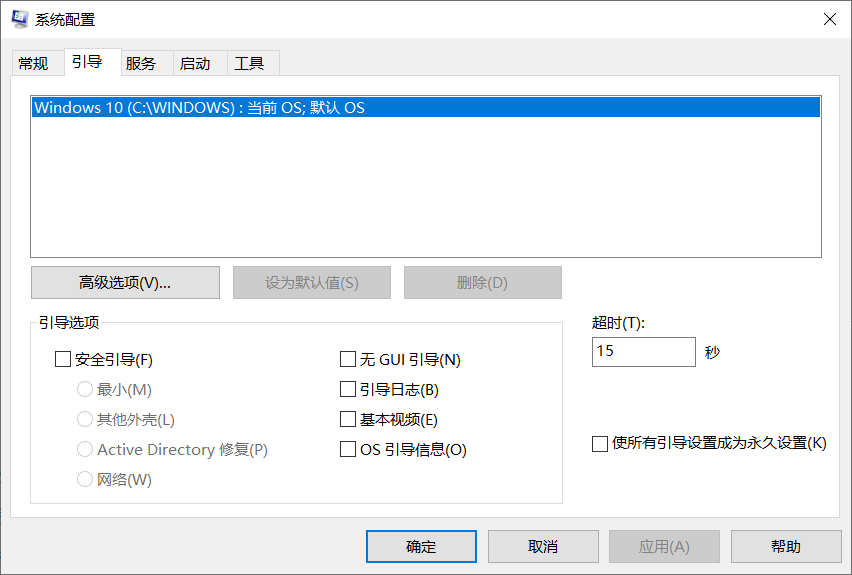 系统配置
常规 引导 服务 启动 工具
Windows 10 (C:\WINDOWS) : 当前 OS; 默认 OS
高级选项(V)... 设为默认值(S) 删除(D)
引导选项
超时(T):
15 秒
安全引导(F) 无 GUI 引导(N)
最小(M) 引导日志(B)
其他外壳(L) 基本视频(E)
Active Directory 修复(P) OS 引导信息(O)
使所有引导设置成为永久设置(K)
网络(W)
确定 取消 应用(A) 帮助